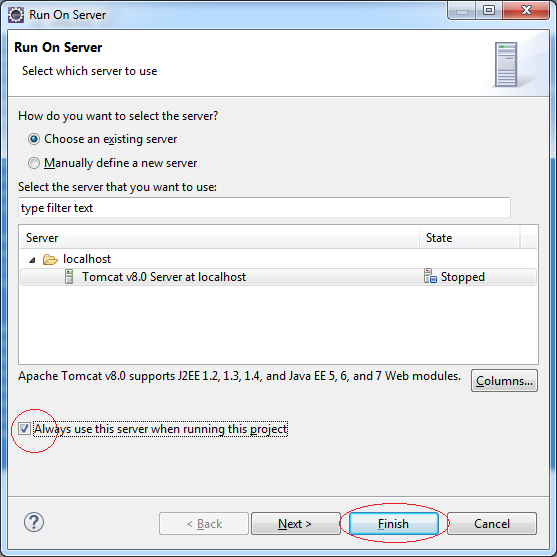 Run On Server
Run On Server
Select which server to use
How do you want to select the server?
Choose an existing server
Manually define a new server
Select the server that you want to use:
type filter text
Server State
localhost
Tomcat v8.0 Server at localhost Stopped
Apache Tomcat v8.0 supports J2EE 1.2, 1.3, 1.4, and Java EE 5, 6, and 7 Web modules.
Columns...
Always use this server when running this project
? < Back Next > Finish Cancel